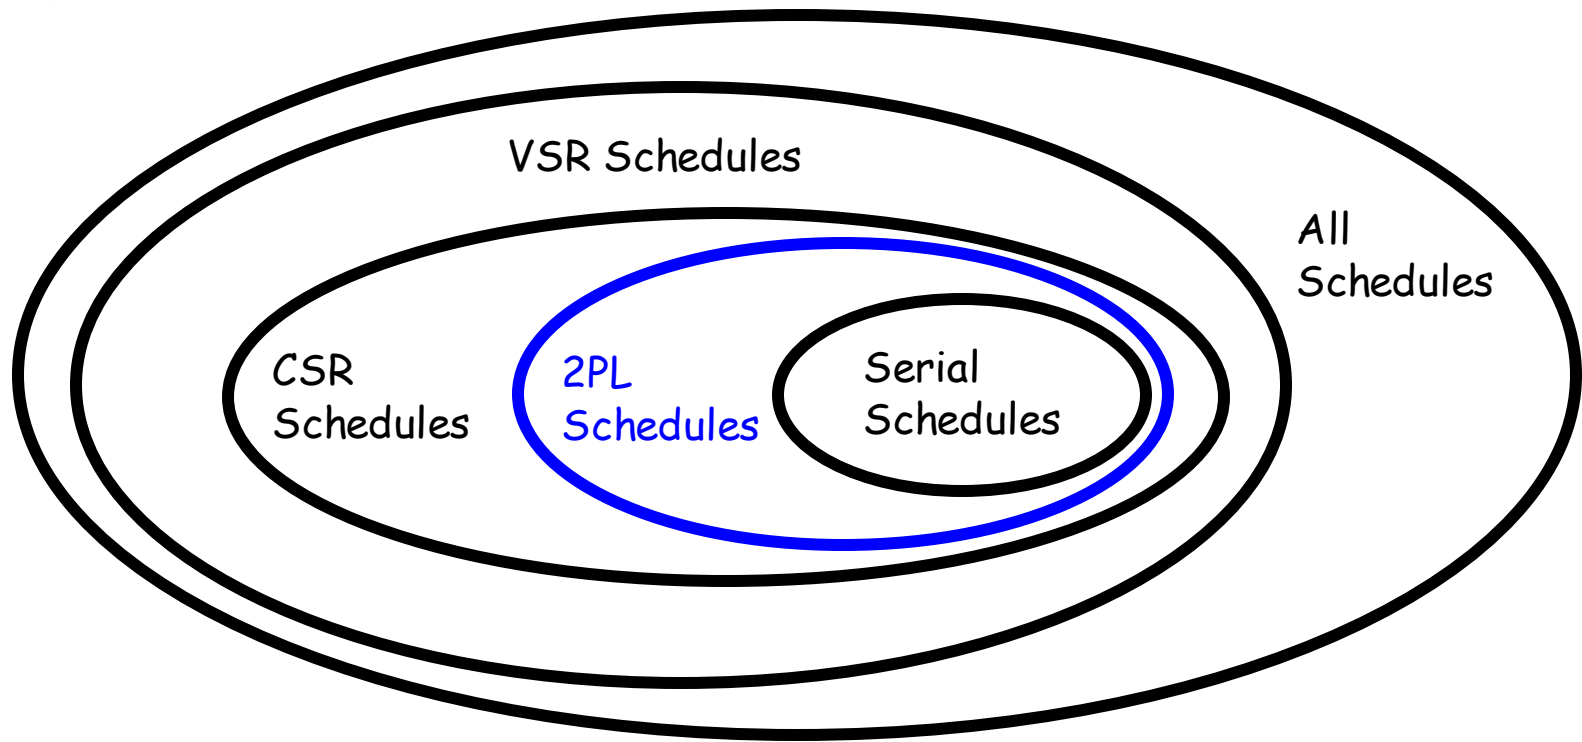 VSR Schedules
All
Schedules
CSR
Schedules
2PL
Schedules
Serial
Schedules